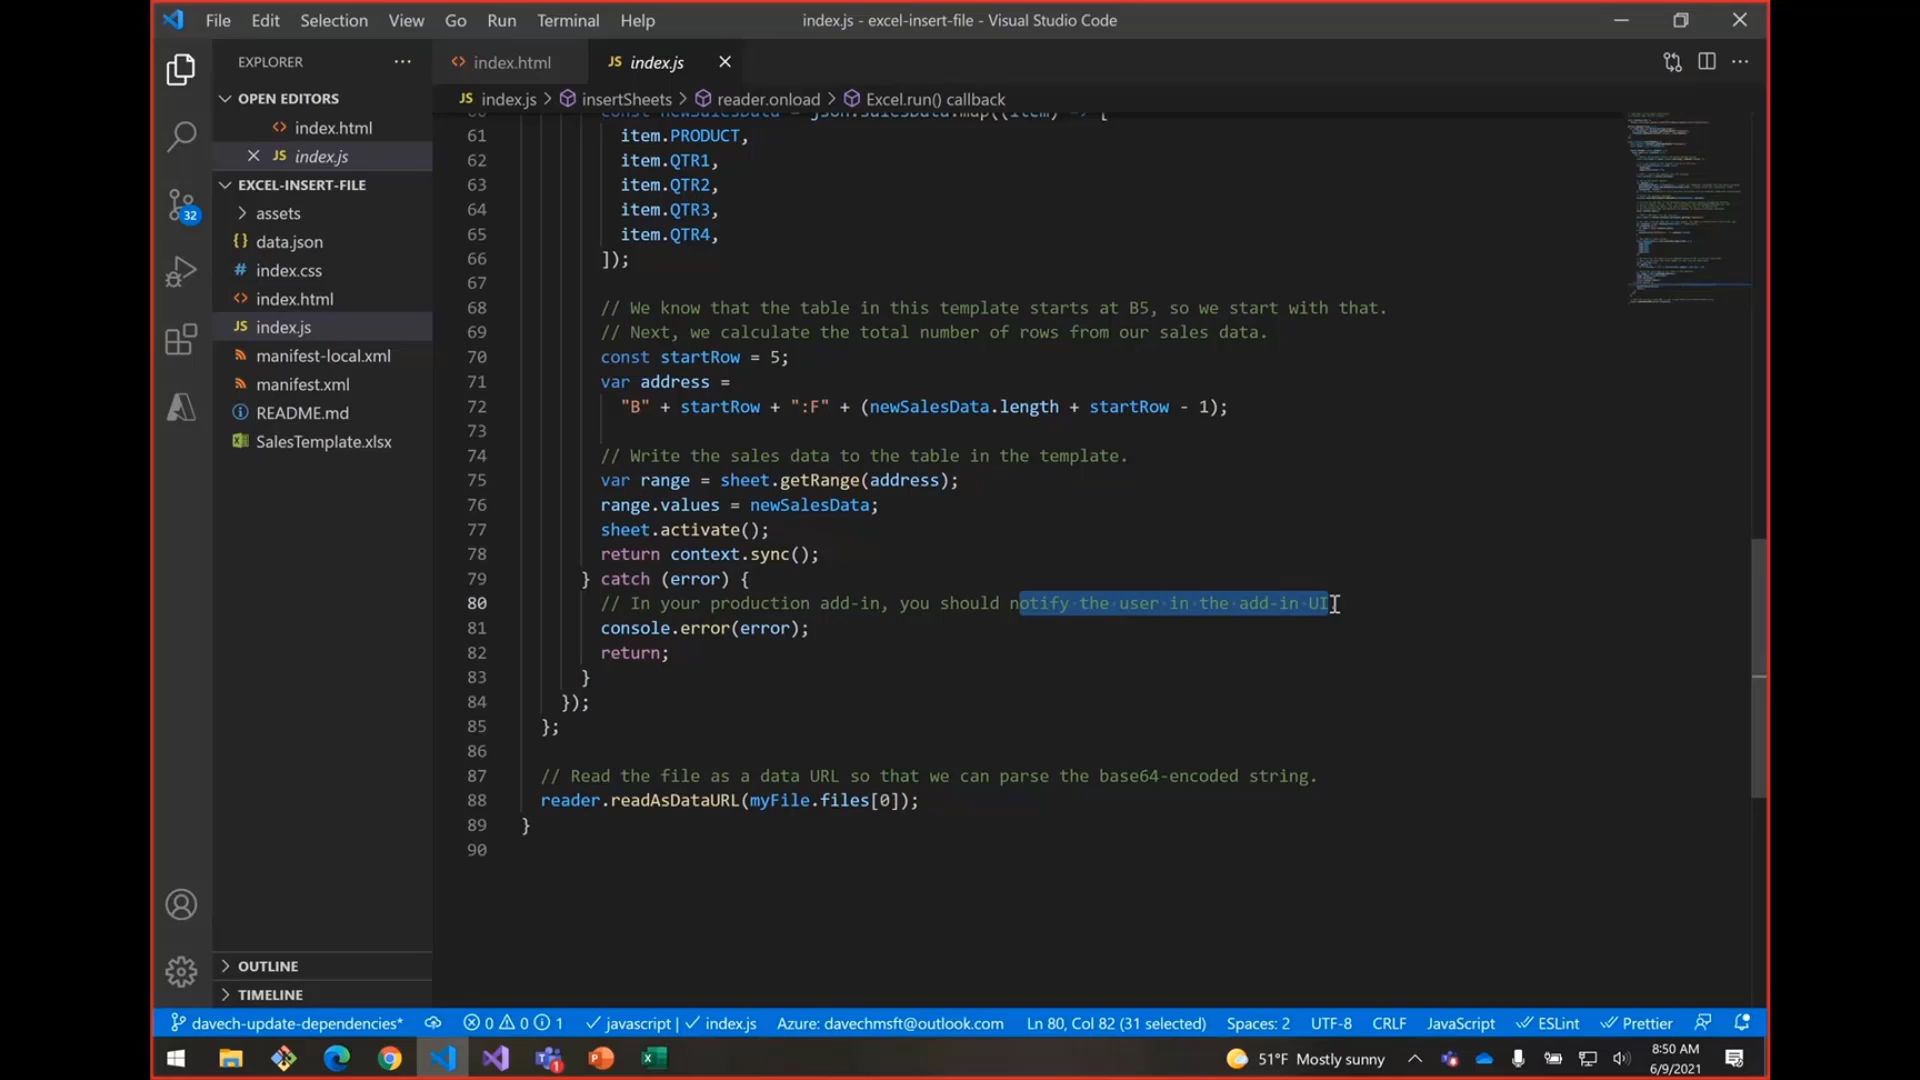 File Edit Selection View Go Run Terminal Help
index.js - excel-insert-file - Visual Studio Code
EXPLORER
OPEN EDITORS
index.html
JS index.js
EXCEL-INSERT-FILE
assets
{} data.json
# index.css
<> index.html
JS index.js
manifest-local.xml
manifest.xml
README.md
SalesTemplate.xlsx
OUTLINE
TIMELINE
32
<> index.html JS index.js
JS index.js > insertSheets > reader.onload > Excel.run() callback
60 const newSalesData = json.salesData.map((item) => [
61 item.PRODUCT,
62 item.QTR1,
63 item.QTR2,
64 item.QTR3,
65 item.QTR4,
66 ]);
67
68 // We know that the table in this template starts at B5, so we start with that.
69 // Next, we calculate the total number of rows from our sales data.
70 const startRow = 5;
71 var address =
72 "B" + startRow + ":F" + (newSalesData.length + startRow - 1);
73
74 // Write the sales data to the table in the template.
75 var range = sheet.getRange(address);
76 range.values = newSalesData;
77 sheet.activate();
78 return context.sync();
79 } catch (error) {
80 // In your production add-in, you should notify the user in the add-in UI
81 console.error(error);
82 return;
83 }
84 });
85 };
86
87 // Read the file as a data URL so that we can parse the base64-encoded string.
88 reader.readAsDataURL(myFile.files[0]);
89 }
90
davech-update-dependencies* 0 0 1 javascript | index.js Azure: davechmsft@outlook.com Ln 80, Col 82 (31 selected) Spaces: 2 UTF-8 CRLF JavaScript ESLint Prettier
1
51°F Mostly sunny
8:50 AM
6/9/2021